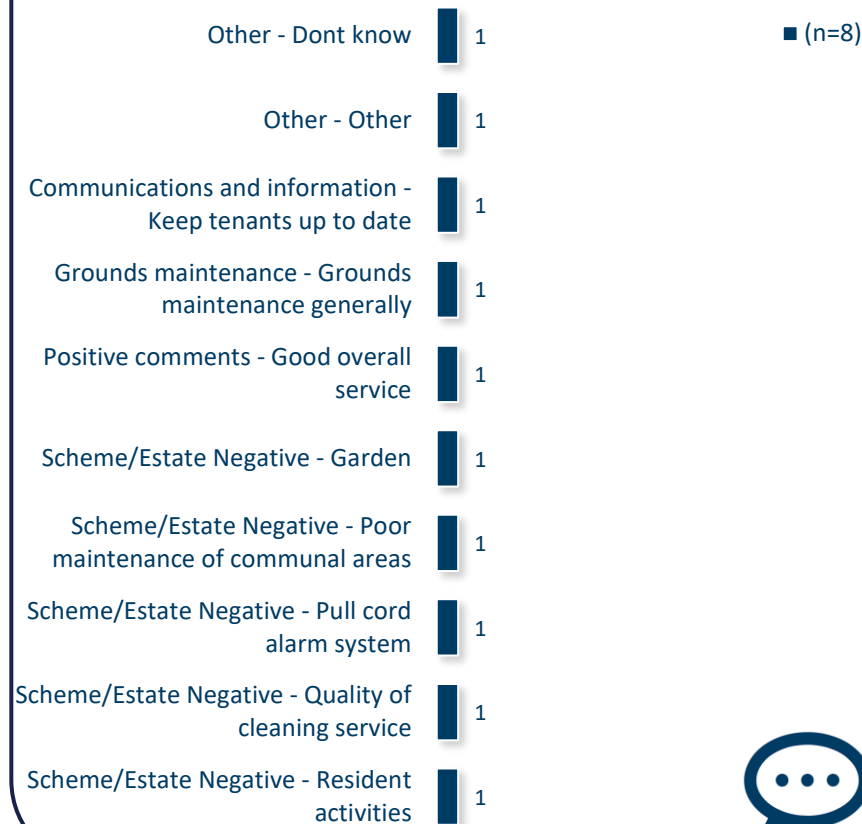 Other - Dont know 1
(n=8)
Other - Other 1
Communications and information -
Keep tenants up to date 1
Grounds maintenance - Grounds
maintenance generally 1
Positive comments - Good overall
service 1
Scheme/Estate Negative - Garden 1
Scheme/Estate Negative - Poor
maintenance of communal areas 1
Scheme/Estate Negative - Pull cord
alarm system 1
Scheme/Estate Negative - Quality of
cleaning service 1
Scheme/Estate Negative - Resident
activities 1